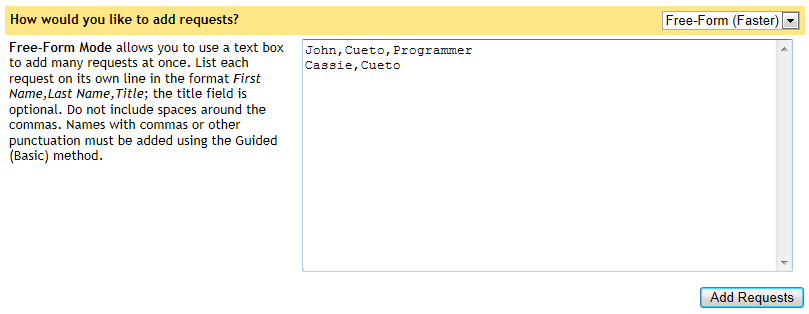 How would you like to add requests?
Free-Form (Faster)
Free-Form Mode allows you to use a text box
to add many requests at once. List each
request on its own line in the format First
Name,Last Name,Title; the title field is
optional. Do not include spaces around the
commas. Names with commas or other
punctuation must be added using the Guided
(Basic) method.
John,Cueto,Programmer
Cassie,Cueto
Add Requests